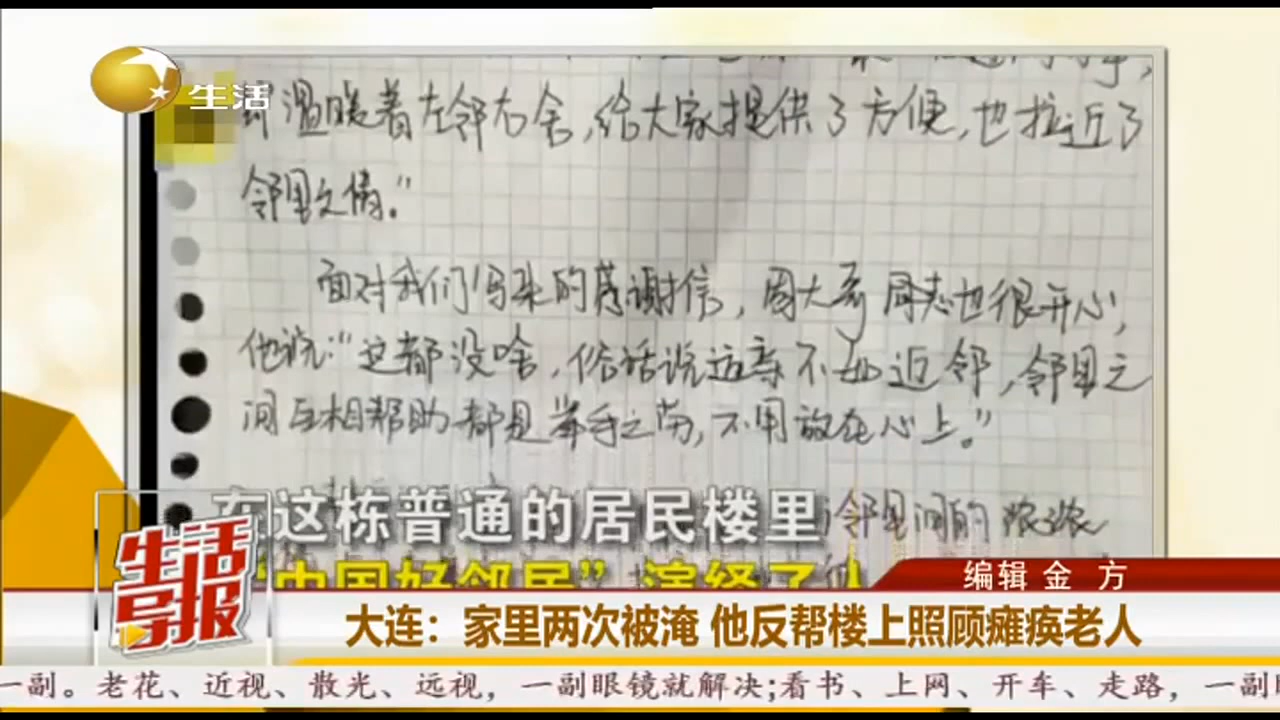 生活
温暖着左邻右舍，给大家提供了方便，也拉近了
邻里之情。”
面对我们写来的感谢信，周大哥同志也很开心，
他说：“这都没啥，俗话说远亲不如近邻，邻里之
间互相帮助都是举手之劳，不用放在心上。”
邻里间的浓浓
在这栋普通的居民楼里
“中国好邻居”演绎了
生活导报
编辑 金 方
大连：家里两次被淹 他反帮楼上照顾瘫痪老人
一副。老花、近视、散光、远视，一副眼镜就解决;看书、上网、开车、走路，一副